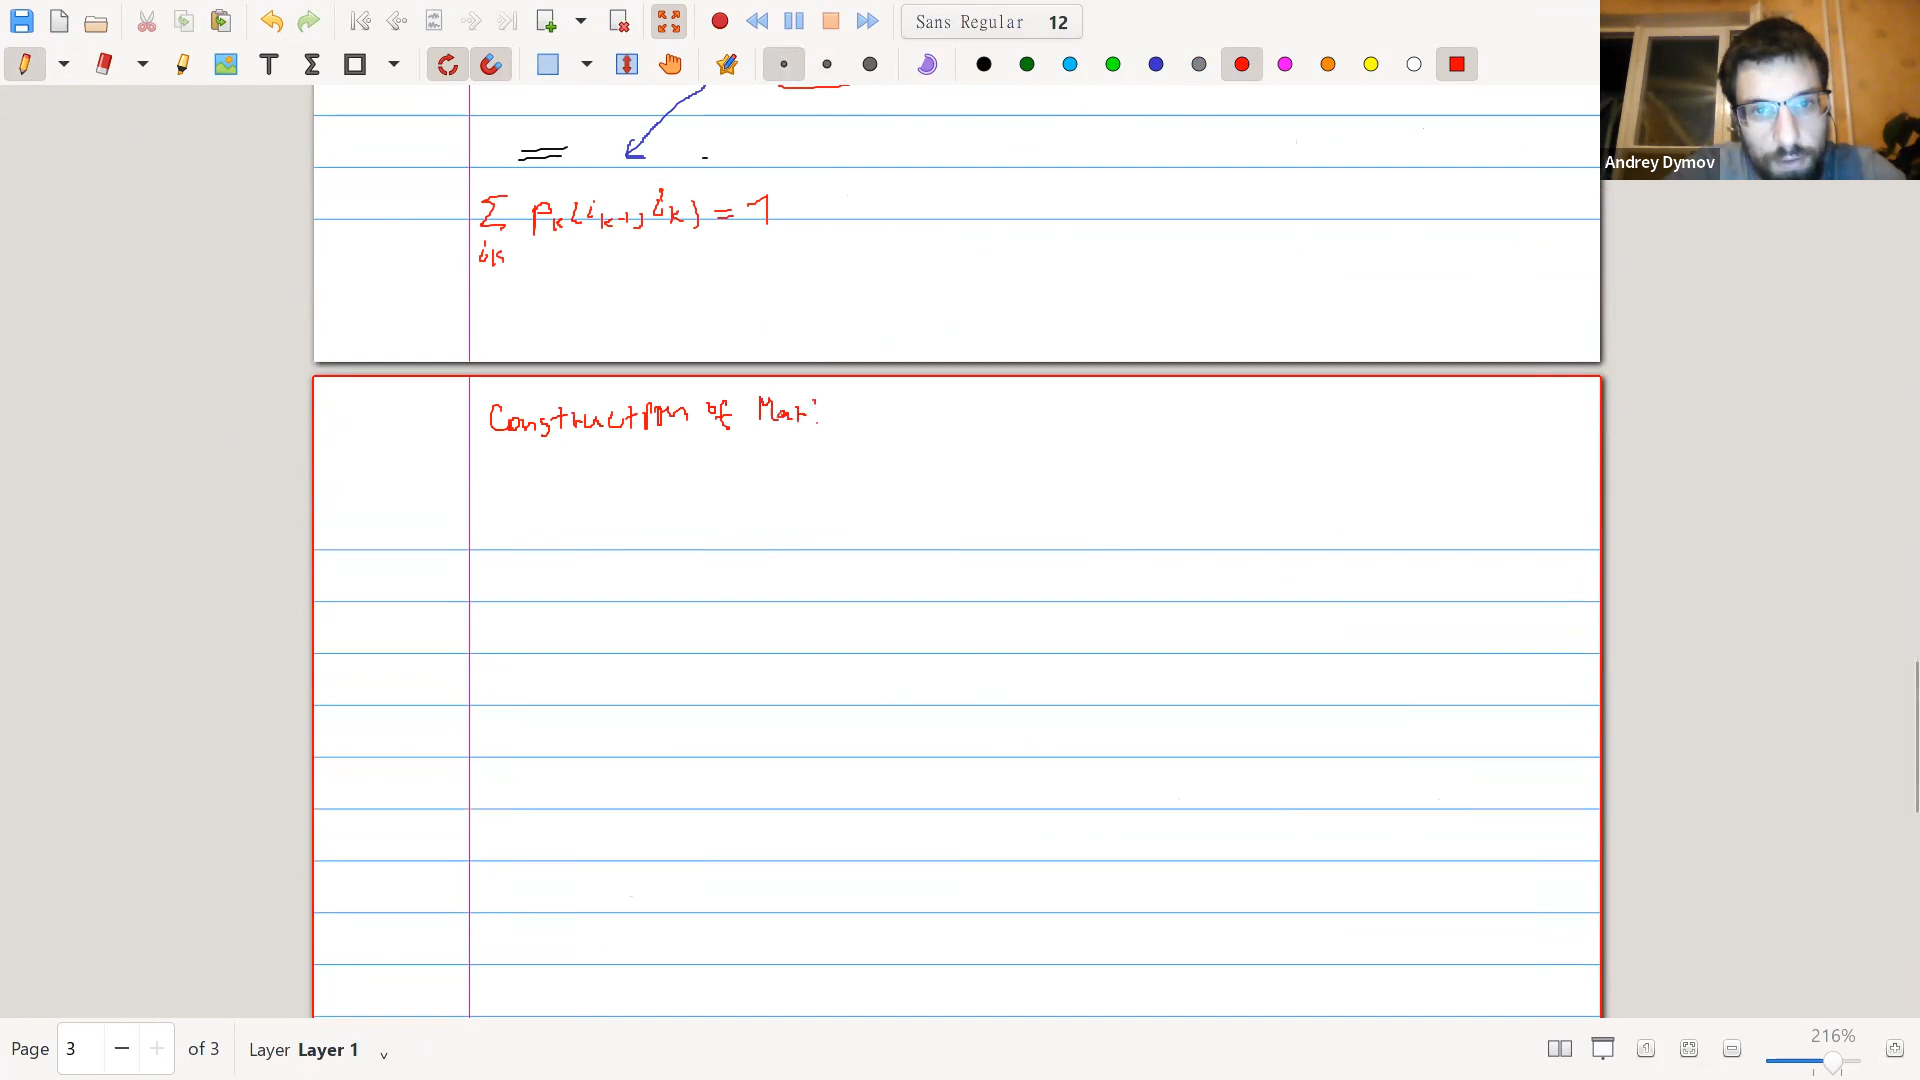 Sans Regular 12
Andrey Dymov
∑ p_k(i_{k-1}, i_k) = 1
i_k
Construction of Mar
216%
Page 3 of 3 Layer Layer 1